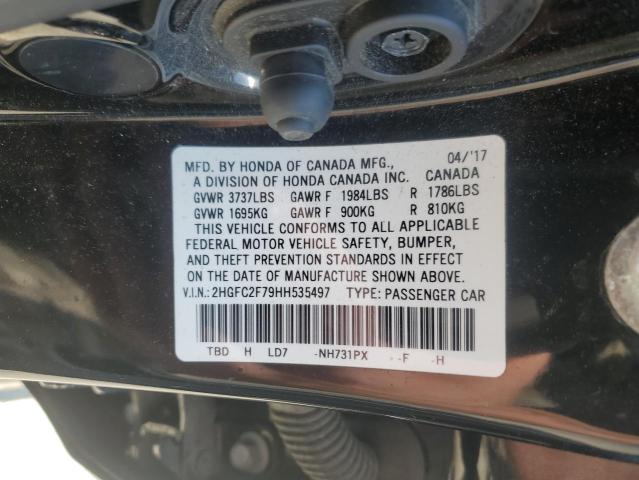 MFD. BY HONDA OF CANADA MFG., 04/'17
A DIVISION OF HONDA CANADA INC. CANADA
GVWR 3737LBS GAWR F 1984LBS R 1786LBS
GVWR 1695KG GAWR F 900KG R 810KG
THIS VEHICLE CONFORMS TO ALL APPLICABLE
FEDERAL MOTOR VEHICLE SAFETY, BUMPER,
AND THEFT PREVENTION STANDARDS IN EFFECT
ON THE DATE OF MANUFACTURE SHOWN ABOVE.
V.I.N.: 2HGFC2F79HH535497 TYPE: PASSENGER CAR
TBD H LD7 -NH731PX - -F -H